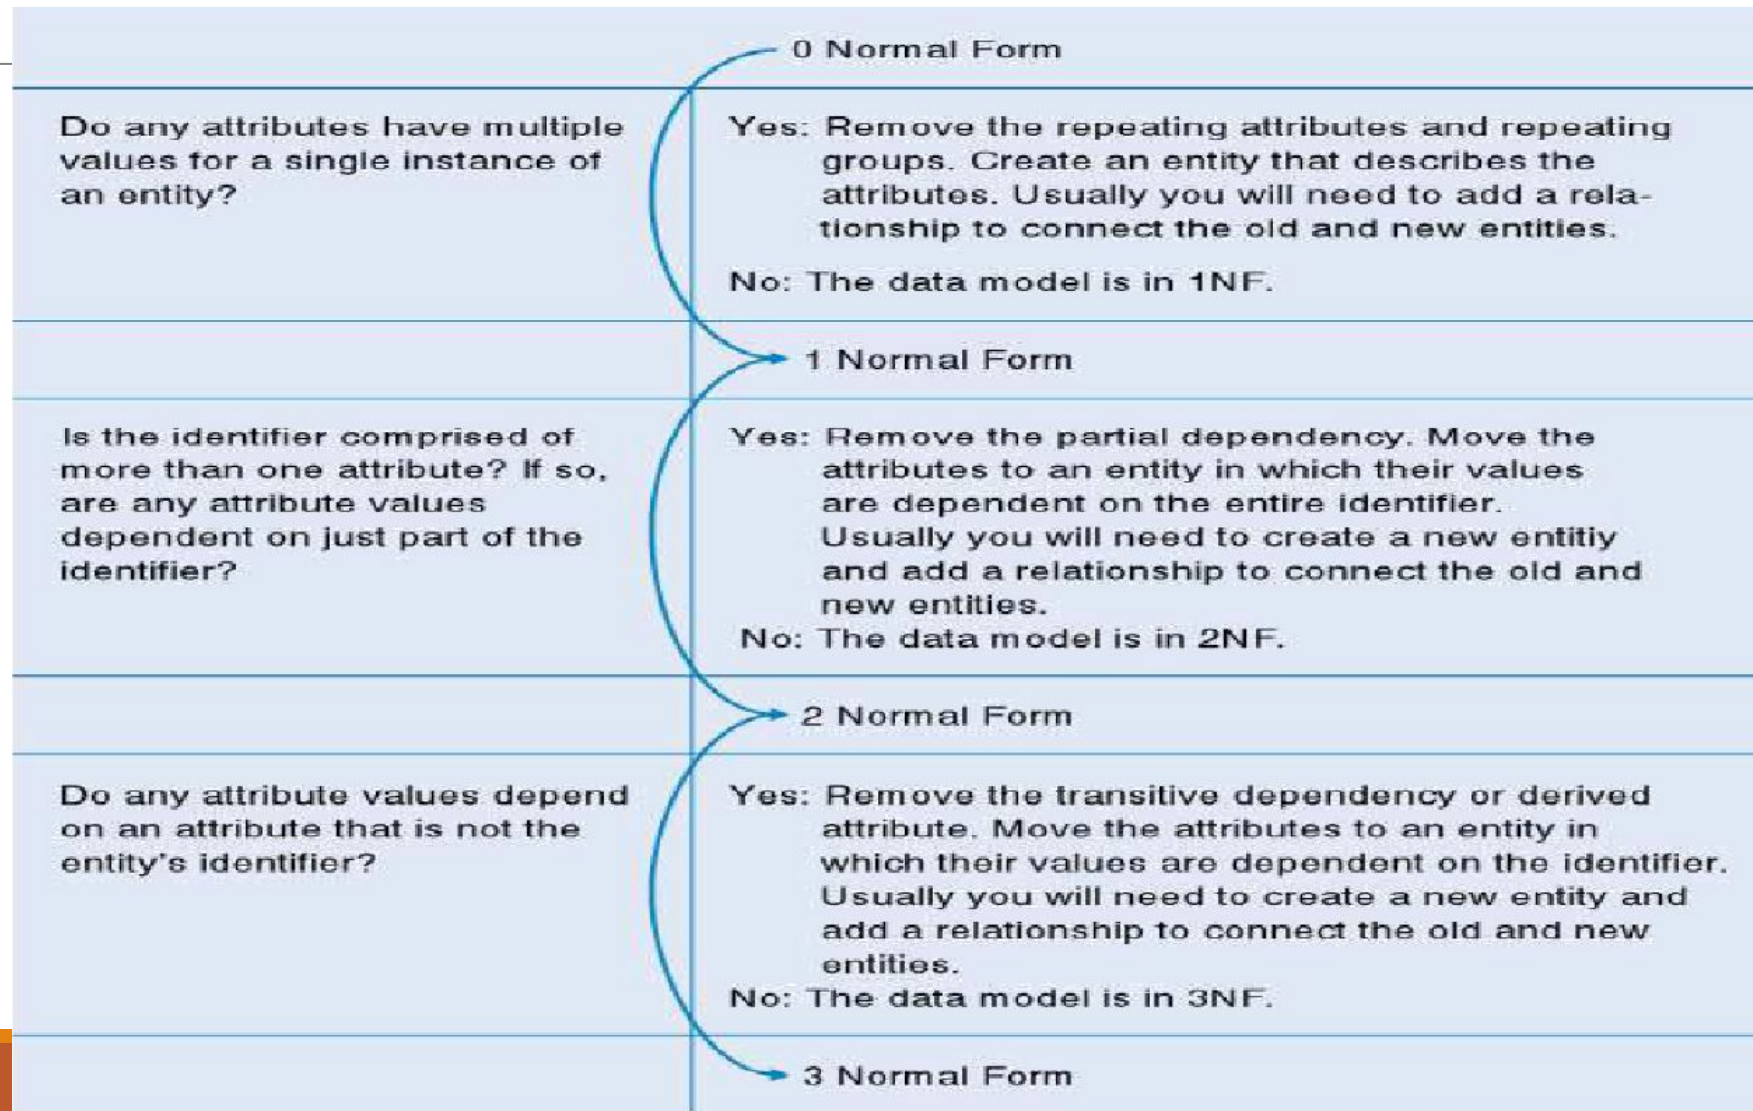 0 Normal Form
Do any attributes have multiple
values for a single instance of
an entity?
Yes: Remove the repeating attributes and repeating
groups. Create an entity that describes the
attributes. Usually you will need to add a rela-
tionship to connect the old and new entities.
No: The data model is in 1NF.
1 Normal Form
Is the identifier comprised of
more than one attribute? If so,
are any attribute values
dependent on just part of the
identifier?
Yes: Remove the partial dependency. Move the
attributes to an entity in which their values
are dependent on the entire identifier.
Usually you will need to create a new entitiy
and add a relationship to connect the old and
new entities.
No: The data model is in 2NF.
2 Normal Form
Do any attribute values depend
on an attribute that is not the
entity's identifier?
Yes: Remove the transitive dependency or derived
attribute. Move the attributes to an entity in
which their values are dependent on the identifier.
Usually you will need to create a new entity and
add a relationship to connect the old and new
entities.
No: The data model is in 3NF.
3 Normal Form